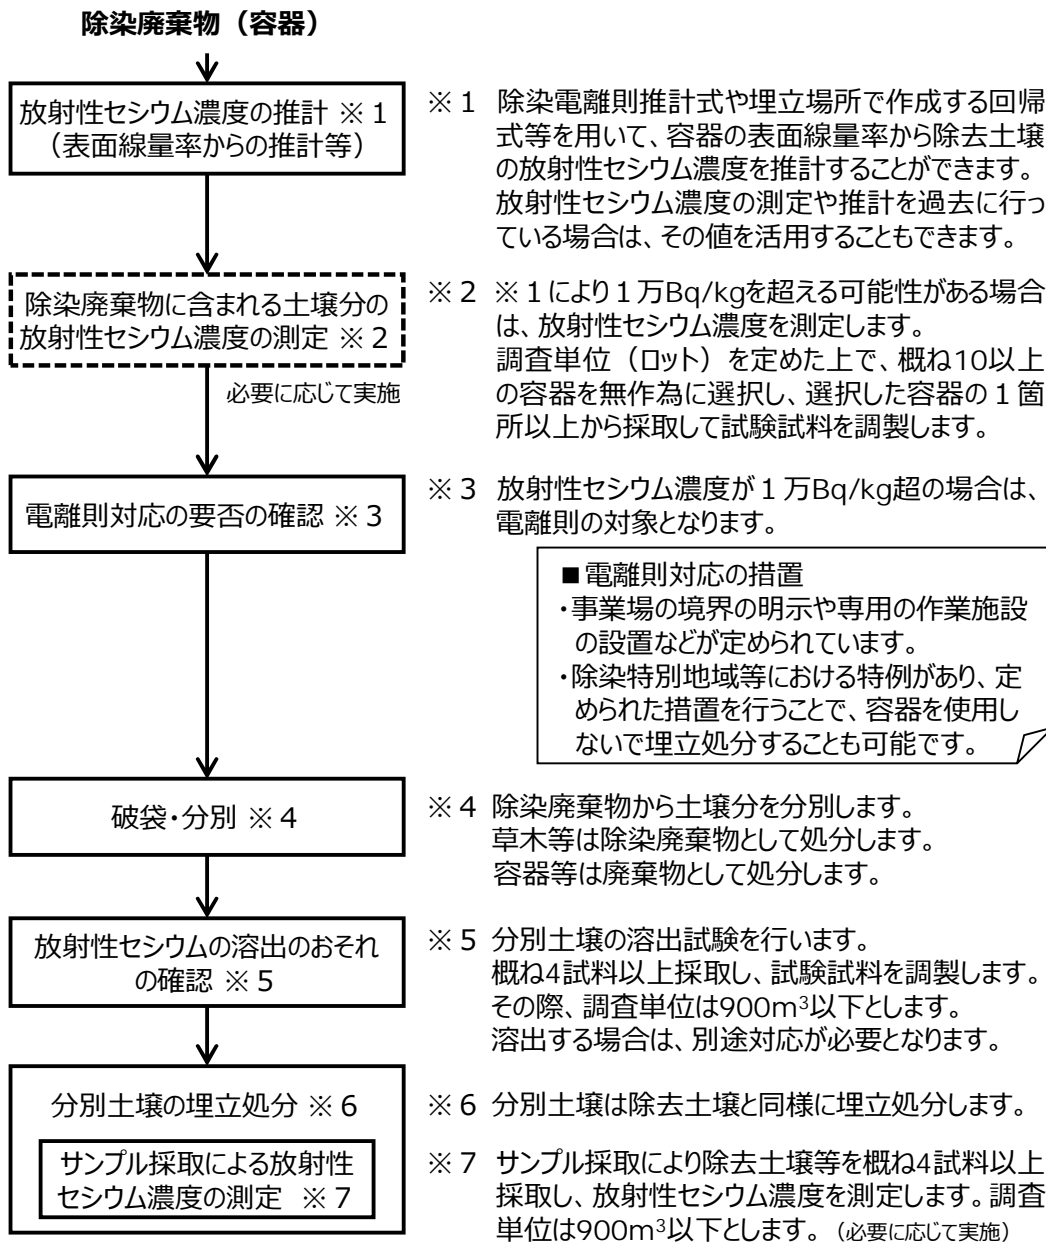 除染廃棄物（容器）
放射性セシウム濃度の推計 ※１
（表面線量率からの推計等）
※１ 除染電離則推計式や埋立場所で作成する回帰
式等を用いて、容器の表面線量率から除去土壌
の放射性セシウム濃度を推計することができます。
放射性セシウム濃度の測定や推計を過去に行っ
ている場合は、その値を活用することもできます。
除染廃棄物に含まれる土壌分の
放射性セシウム濃度の測定 ※２
必要に応じて実施
※２ ※１により１万Bq/kgを超える可能性がある場合
は、放射性セシウム濃度を測定します。
調査単位（ロット）を定めた上で、概ね10以上
の容器を無作為に選択し、選択した容器の１箇
所以上から採取して試験試料を調製します。
電離則対応の要否の確認 ※３
※３ 放射性セシウム濃度が１万Bq/kg超の場合は、
電離則の対象となります。
■電離則対応の措置
・事業場の境界の明示や専用の作業施設
の設置などが定められています。
・除染特別地域等における特例があり、定
められた措置を行うことで、容器を使用し
ないで埋立処分することも可能です。
破袋・分別 ※４
※４ 除染廃棄物から土壌分を分別します。
草木等は除染廃棄物として処分します。
容器等は廃棄物として処分します。
放射性セシウムの溶出のおそれ
の確認 ※５
※５ 分別土壌の溶出試験を行います。
概ね4試料以上採取し、試験試料を調製します。
その際、調査単位は900m³以下とします。
溶出する場合は、別途対応が必要となります。
分別土壌の埋立処分 ※６
※６ 分別土壌は除去土壌と同様に埋立処分します。
サンプル採取による放射性
セシウム濃度の測定 ※７
※７ サンプル採取により除去土壌等を概ね4試料以上
採取し、放射性セシウム濃度を測定します。調査
単位は900m³以下とします。（必要に応じて実施）